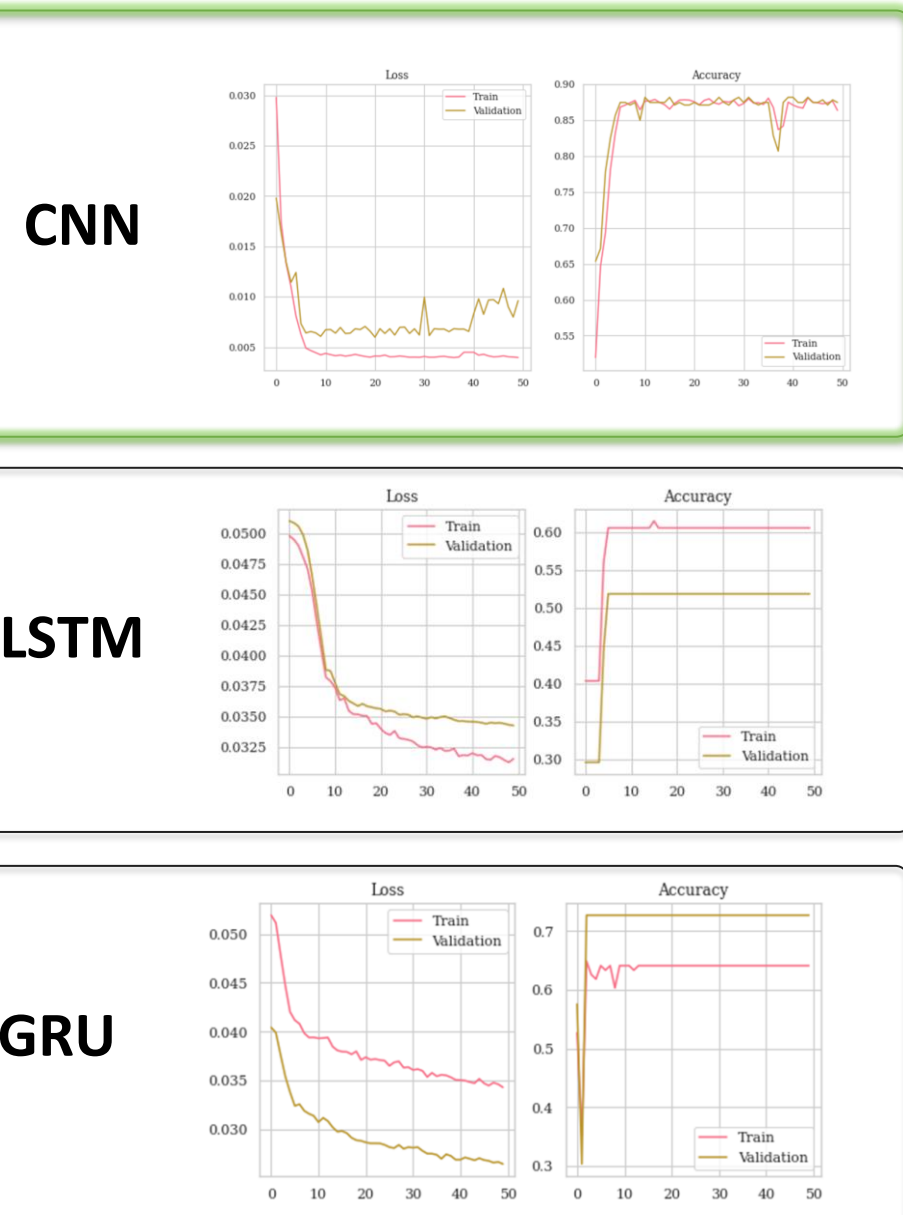 CNN
Loss
Train
Validation
0.030
0.025
0.020
0.015
0.010
0.005
0 10 20 30 40 50
Accuracy
0.90
0.85
0.80
0.75
0.70
0.65
0.60
0.55
Train
Validation
0 10 20 30 40 50
LSTM
Loss
Train
Validation
0.0500
0.0475
0.0450
0.0425
0.0400
0.0375
0.0350
0.0325
0 10 20 30 40 50
Accuracy
0.60
0.55
0.50
0.45
0.40
0.35
0.30
Train
Validation
0 10 20 30 40 50
GRU
Loss
Train
Validation
0.050
0.045
0.040
0.035
0.030
0 10 20 30 40 50
Accuracy
0.7
0.6
0.5
0.4
0.3
Train
Validation
0 10 20 30 40 50